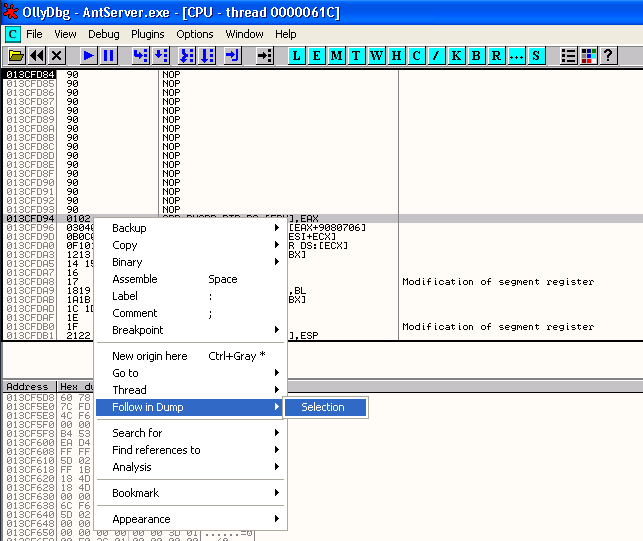 OllyDbg - AntServer.exe - [CPU - thread 0000061C]
C File View Debug Plugins Options Window Help
L E M T W H C / K B R ... S ?
013CFD84 90 NOP
013CFD85 90 NOP
013CFD86 90 NOP
013CFD87 90 NOP
013CFD88 90 NOP
013CFD89 90 NOP
013CFD8A 90 NOP
013CFD8B 90 NOP
013CFD8C 90 NOP
013CFD8D 90 NOP
013CFD8E 90 NOP
013CFD8F 90 NOP
013CFD90 90 NOP
013CFD91 90 NOP
013CFD92 90 NOP
013CFD93 90 NOP
013CFD94 0102 ,EAX
013CFD96 0304 [EAX+9080706]
013CFD9B 0B0C ESI+ECX]
013CFDA0 0F10 R DS:[ECX]
013CFDA3 1213 BX]
013CFDA5 14 15
013CFDA7 16
013CFDA8 17 Modification of segment register
013CFDA9 1819 ,BL
013CFDAB 1A1B BX]
013CFDAD 1C 1D
013CFDAF 1E
013CFDB0 1F Modification of segment register
013CFDB1 2122 ],ESP
Backup
Copy
Binary
Assemble Space
Label :
Comment ;
Breakpoint
New origin here Ctrl+Gray *
Go to
Thread
Follow in Dump Selection
Search for
Find references to
Analysis
Bookmark
Appearance
Address Hex du
013CF5D8 60 78
013CF5E0 7C FD
013CF5E8 4C F6
013CF5F0 00 00
013CF5F8 B4 53
013CF600 EA D4
013CF608 FF FF
013CF610 5D 02
013CF618 FF 1B
013CF620 18 4D
013CF628 18 4D
013CF630 00 00
013CF638 6C F6
013CF640 5D 02
013CF648 00 00
013CF650 00 00 00 00 00 00 3D 01 ......=0